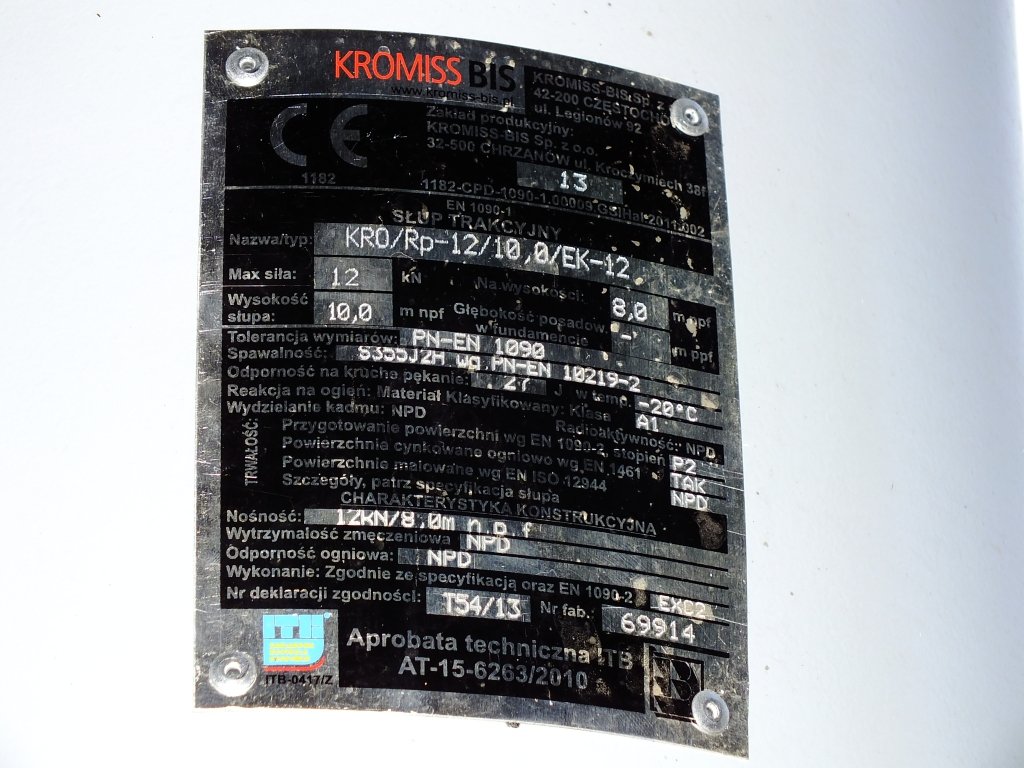 KROMISS BIS
www.kromiss-bis.pl
KROMISS-BIS Sp. z
42-200 CZĘSTOCHO
ul. Legionów 92
Zakład produkcyjny:
KROMISS-BIS Sp. z o.o.
32-500 CHRZANÓW ul. Kroczymiech 38f
CE
1182
13
1182-CPD-1090-1.00009.GSIHal.2011.002
EN 1090-1
SŁUP TRAKCYJNY
Nazwa/typ: KRO/Rp-12/10,0/EK-12
Max siła: 12 kN Na wysokości: 8,0 m npf
Wysokość słupa: 10,0 m npf Głębokość posadow. w fundamencie - m ppf
Tolerancja wymiarów: PN-EN 1090
Spawalność: S355J2H wg PN-EN 10219-2
Odporność na kruche pękanie: 27 J w temp. -20°C
Reakcja na ogień: Materiał Klasyfikowany: Klasa A1
Wydzielanie kadmu: NPD Radioaktywność: NPD
TRWAŁOŚĆ:
Przygotowanie powierzchni wg EN 1090-2, stopień P2
Powierzchnie cynkowane ogniowo wg EN 1461 TAK
Powierzchnie malowane wg EN ISO 12944 NPD
Szczegóły, patrz specyfikacja słupa
CHARAKTERYSTYKA KONSTRUKCYJNA
Nośność: 12kN/8,0m n.p.f
Wytrzymałość zmęczeniowa NPD
Odporność ogniowa: NPD
Wykonanie: Zgodnie ze specyfikacją oraz EN 1090-2 EXC2
Nr deklaracji zgodności: T54/13 Nr fab.: 69914
ITB
Aprobata techniczna ITB
AT-15-6263/2010
ITB-0417/Z
B